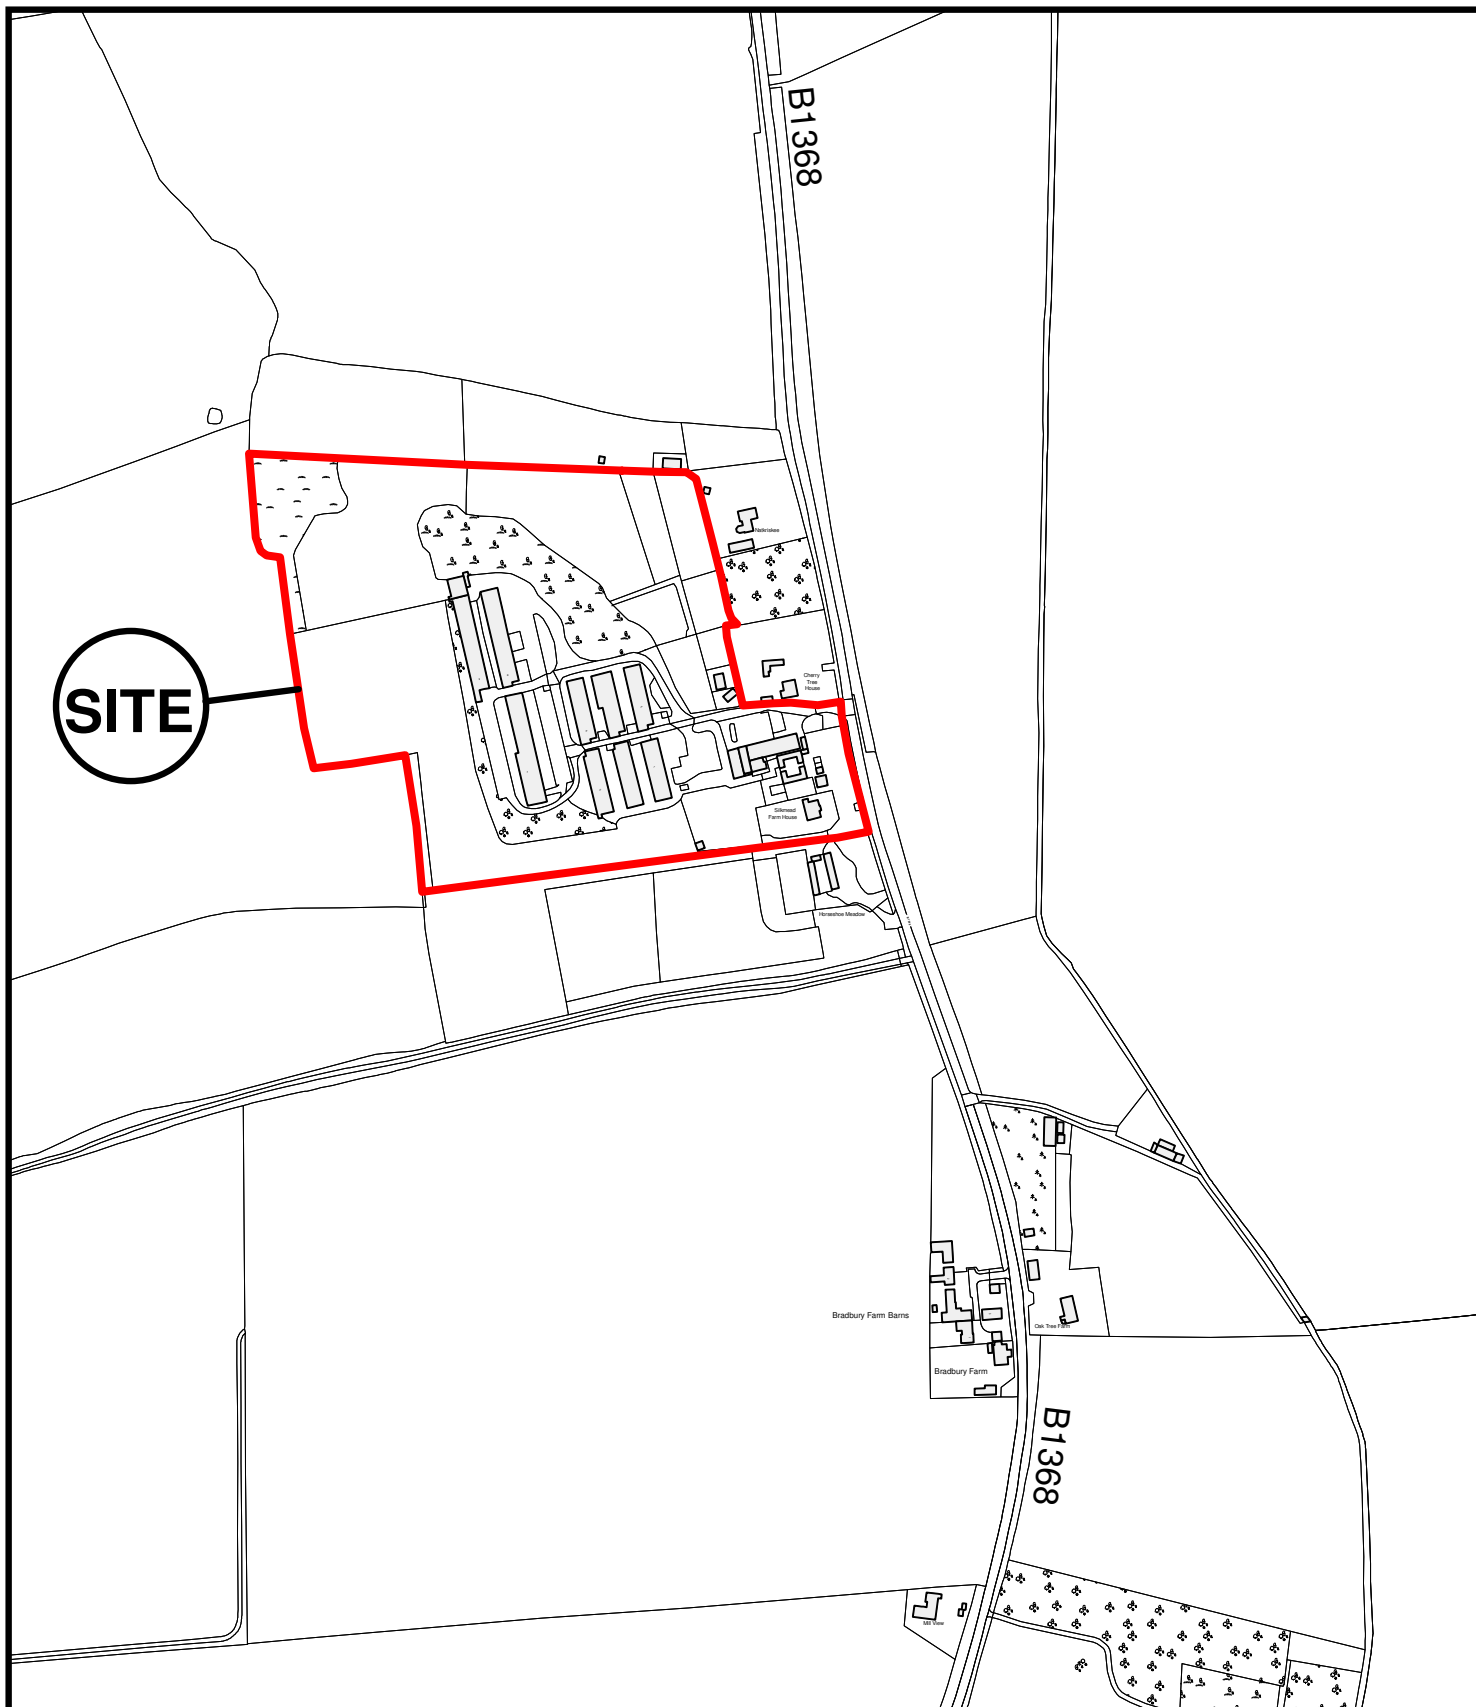 B1368
Nalkriskee
Cherry
Tree
House
SITE
Silkmead
Farm House
Horseshoe Meadow
Bradbury Farm Barns
Oak Tree Farm
Bradbury Farm
B1368
Mill View